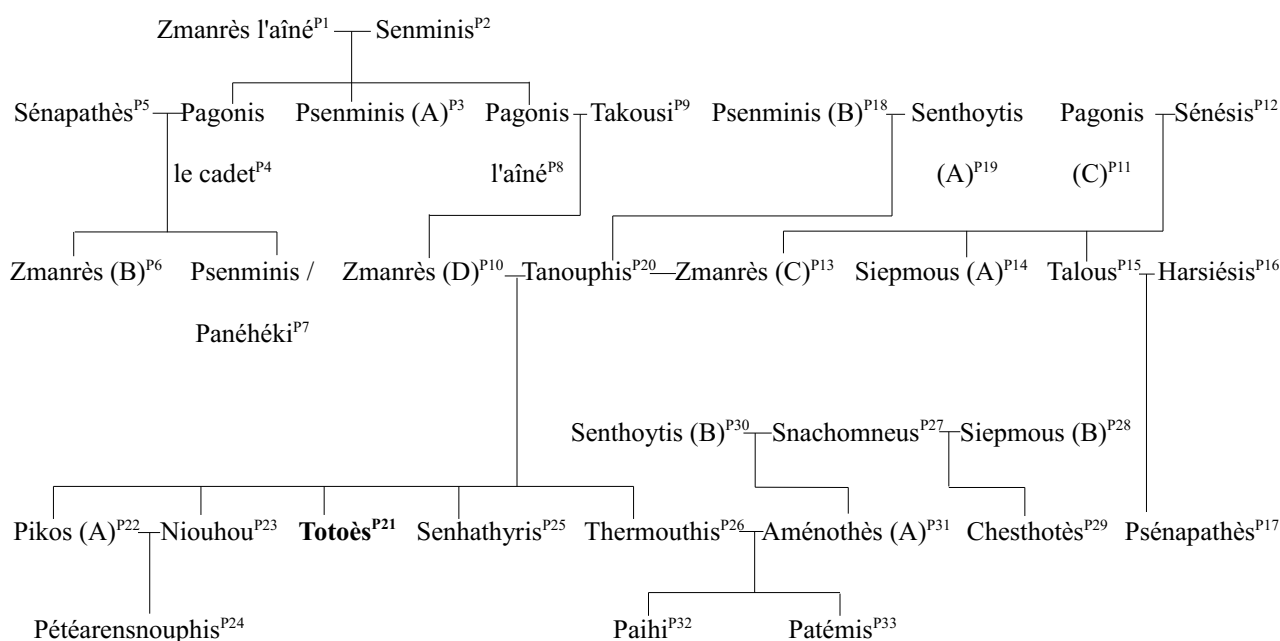 Zmanrès l'aîné^P1 Senminis^P2
Sénapathès^P5 Pagonis Psenminis (A)^P3 Pagonis Takousi^P9 Psenminis (B)^P18 Senthoytis Pagonis Sénésis^P12
le cadet^P4 l'aîné^P8 (A)^P19 (C)^P11
Zmanrès (B)^P6 Psenminis / Zmanrès (D)^P10 Tanouphis^P20 Zmanrès (C)^P13 Siepmous (A)^P14 Talous^P15 Harsiésis^P16
Panéhéki^P7
Senthoytis (B)^P30 Snachomneus^P27 Siepmous (B)^P28
Pikos (A)^P22 Niouhou^P23 Totoès^P21 Senhathyris^P25 Thermouthis^P26 Aménothès (A)^P31 Chesthotès^P29 Psénapathès^P17
Pétéarensnouphis^P24 Paihi^P32 Patémis^P33